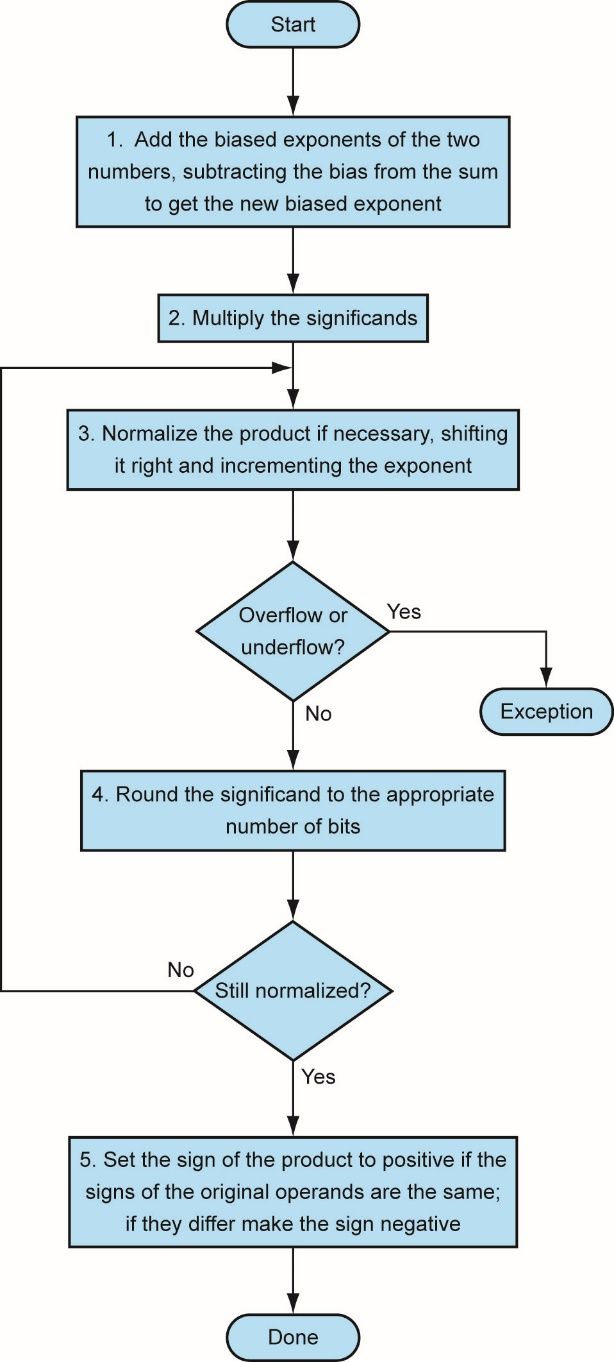 Start
1. Add the biased exponents of the two
numbers, subtracting the bias from the sum
to get the new biased exponent
2. Multiply the significands
3. Normalize the product if necessary, shifting
it right and incrementing the exponent
Overflow or
underflow?
Yes
No
Exception
4. Round the significand to the appropriate
number of bits
No
Still normalized?
Yes
5. Set the sign of the product to positive if the
signs of the original operands are the same;
if they differ make the sign negative
Done